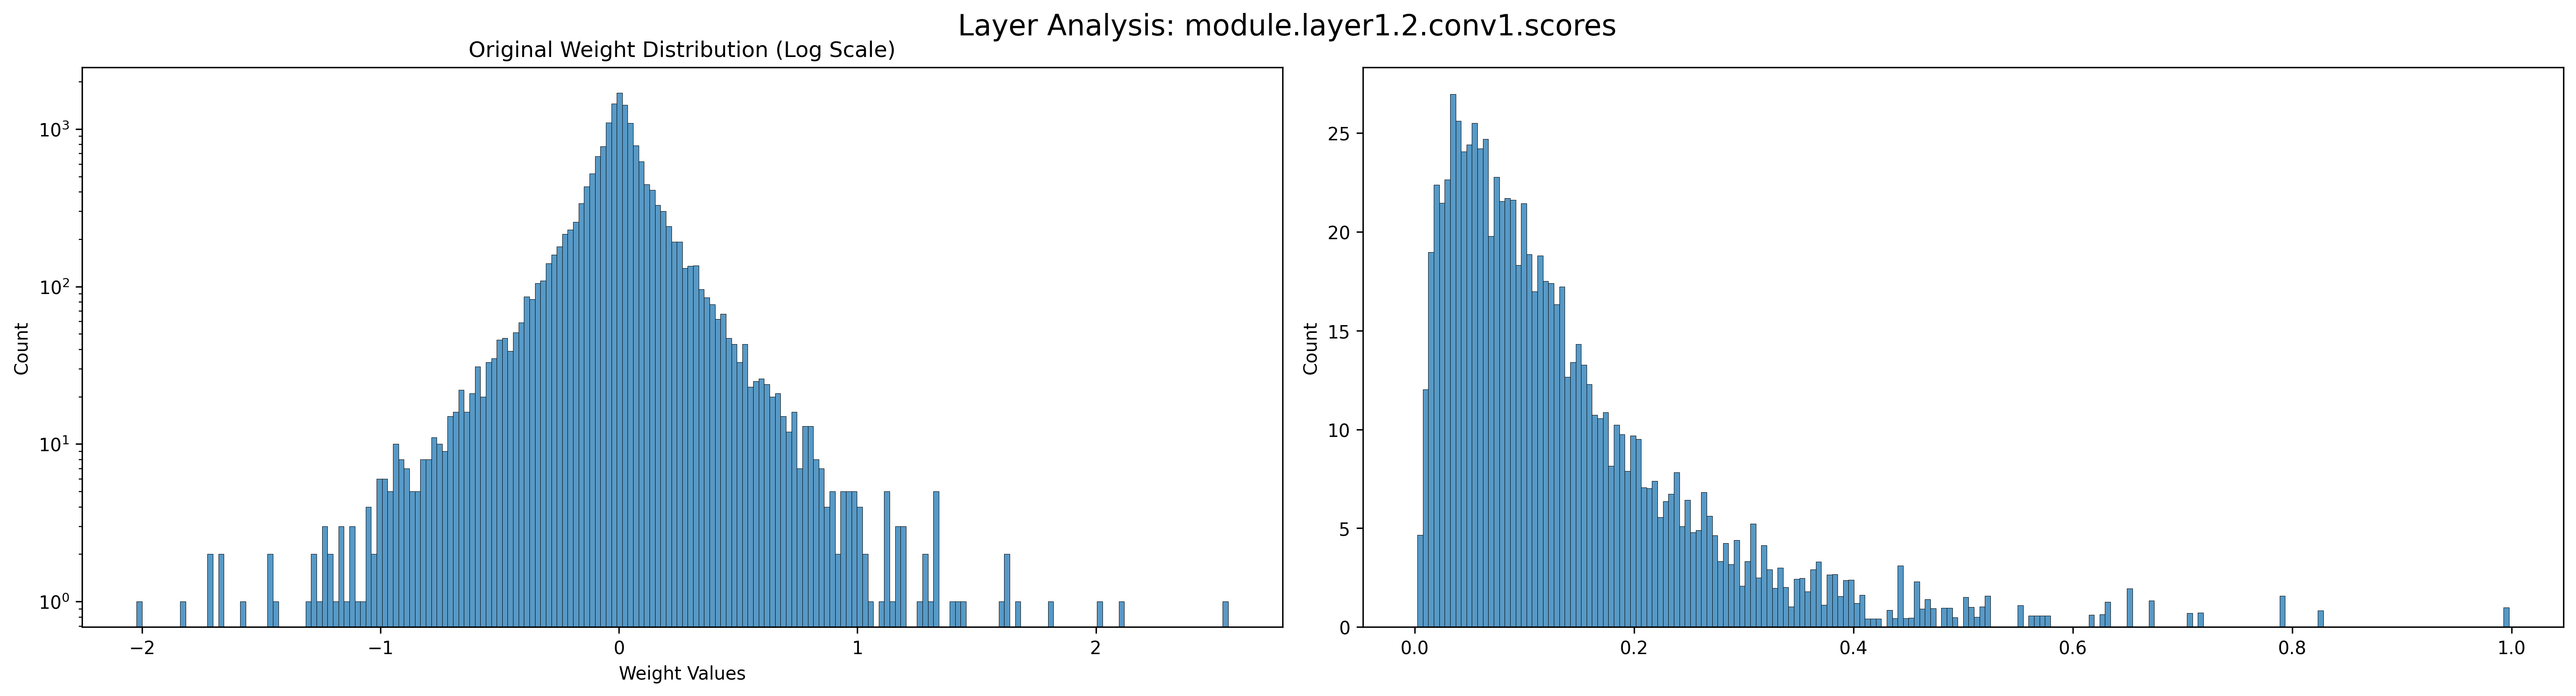 Layer Analysis: module.layer1.2.conv1.scores
Original Weight Distribution (Log Scale)
Count
10³
10²
10¹
10⁰
−2 −1 0 1 2
Weight Values
Count
25
20
15
10
5
0
0.0 0.2 0.4 0.6 0.8 1.0